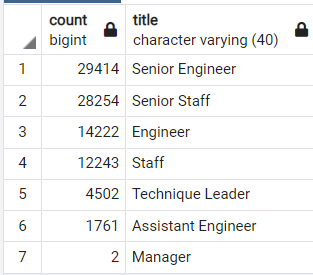 count title
bigint character varying (40)
1 29414 Senior Engineer
2 28254 Senior Staff
3 14222 Engineer
4 12243 Staff
5 4502 Technique Leader
6 1761 Assistant Engineer
7 2 Manager